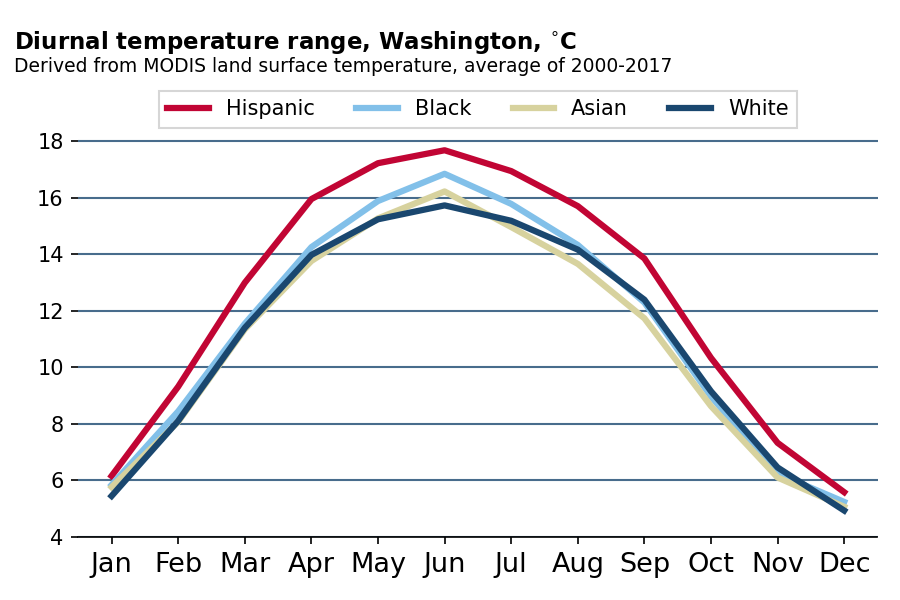 Diurnal temperature range, Washington, °C
Derived from MODIS land surface temperature, average of 2000-2017
Hispanic Black Asian White
18
16
14
12
10
8
6
4
Jan Feb Mar Apr May Jun Jul Aug Sep Oct Nov Dec